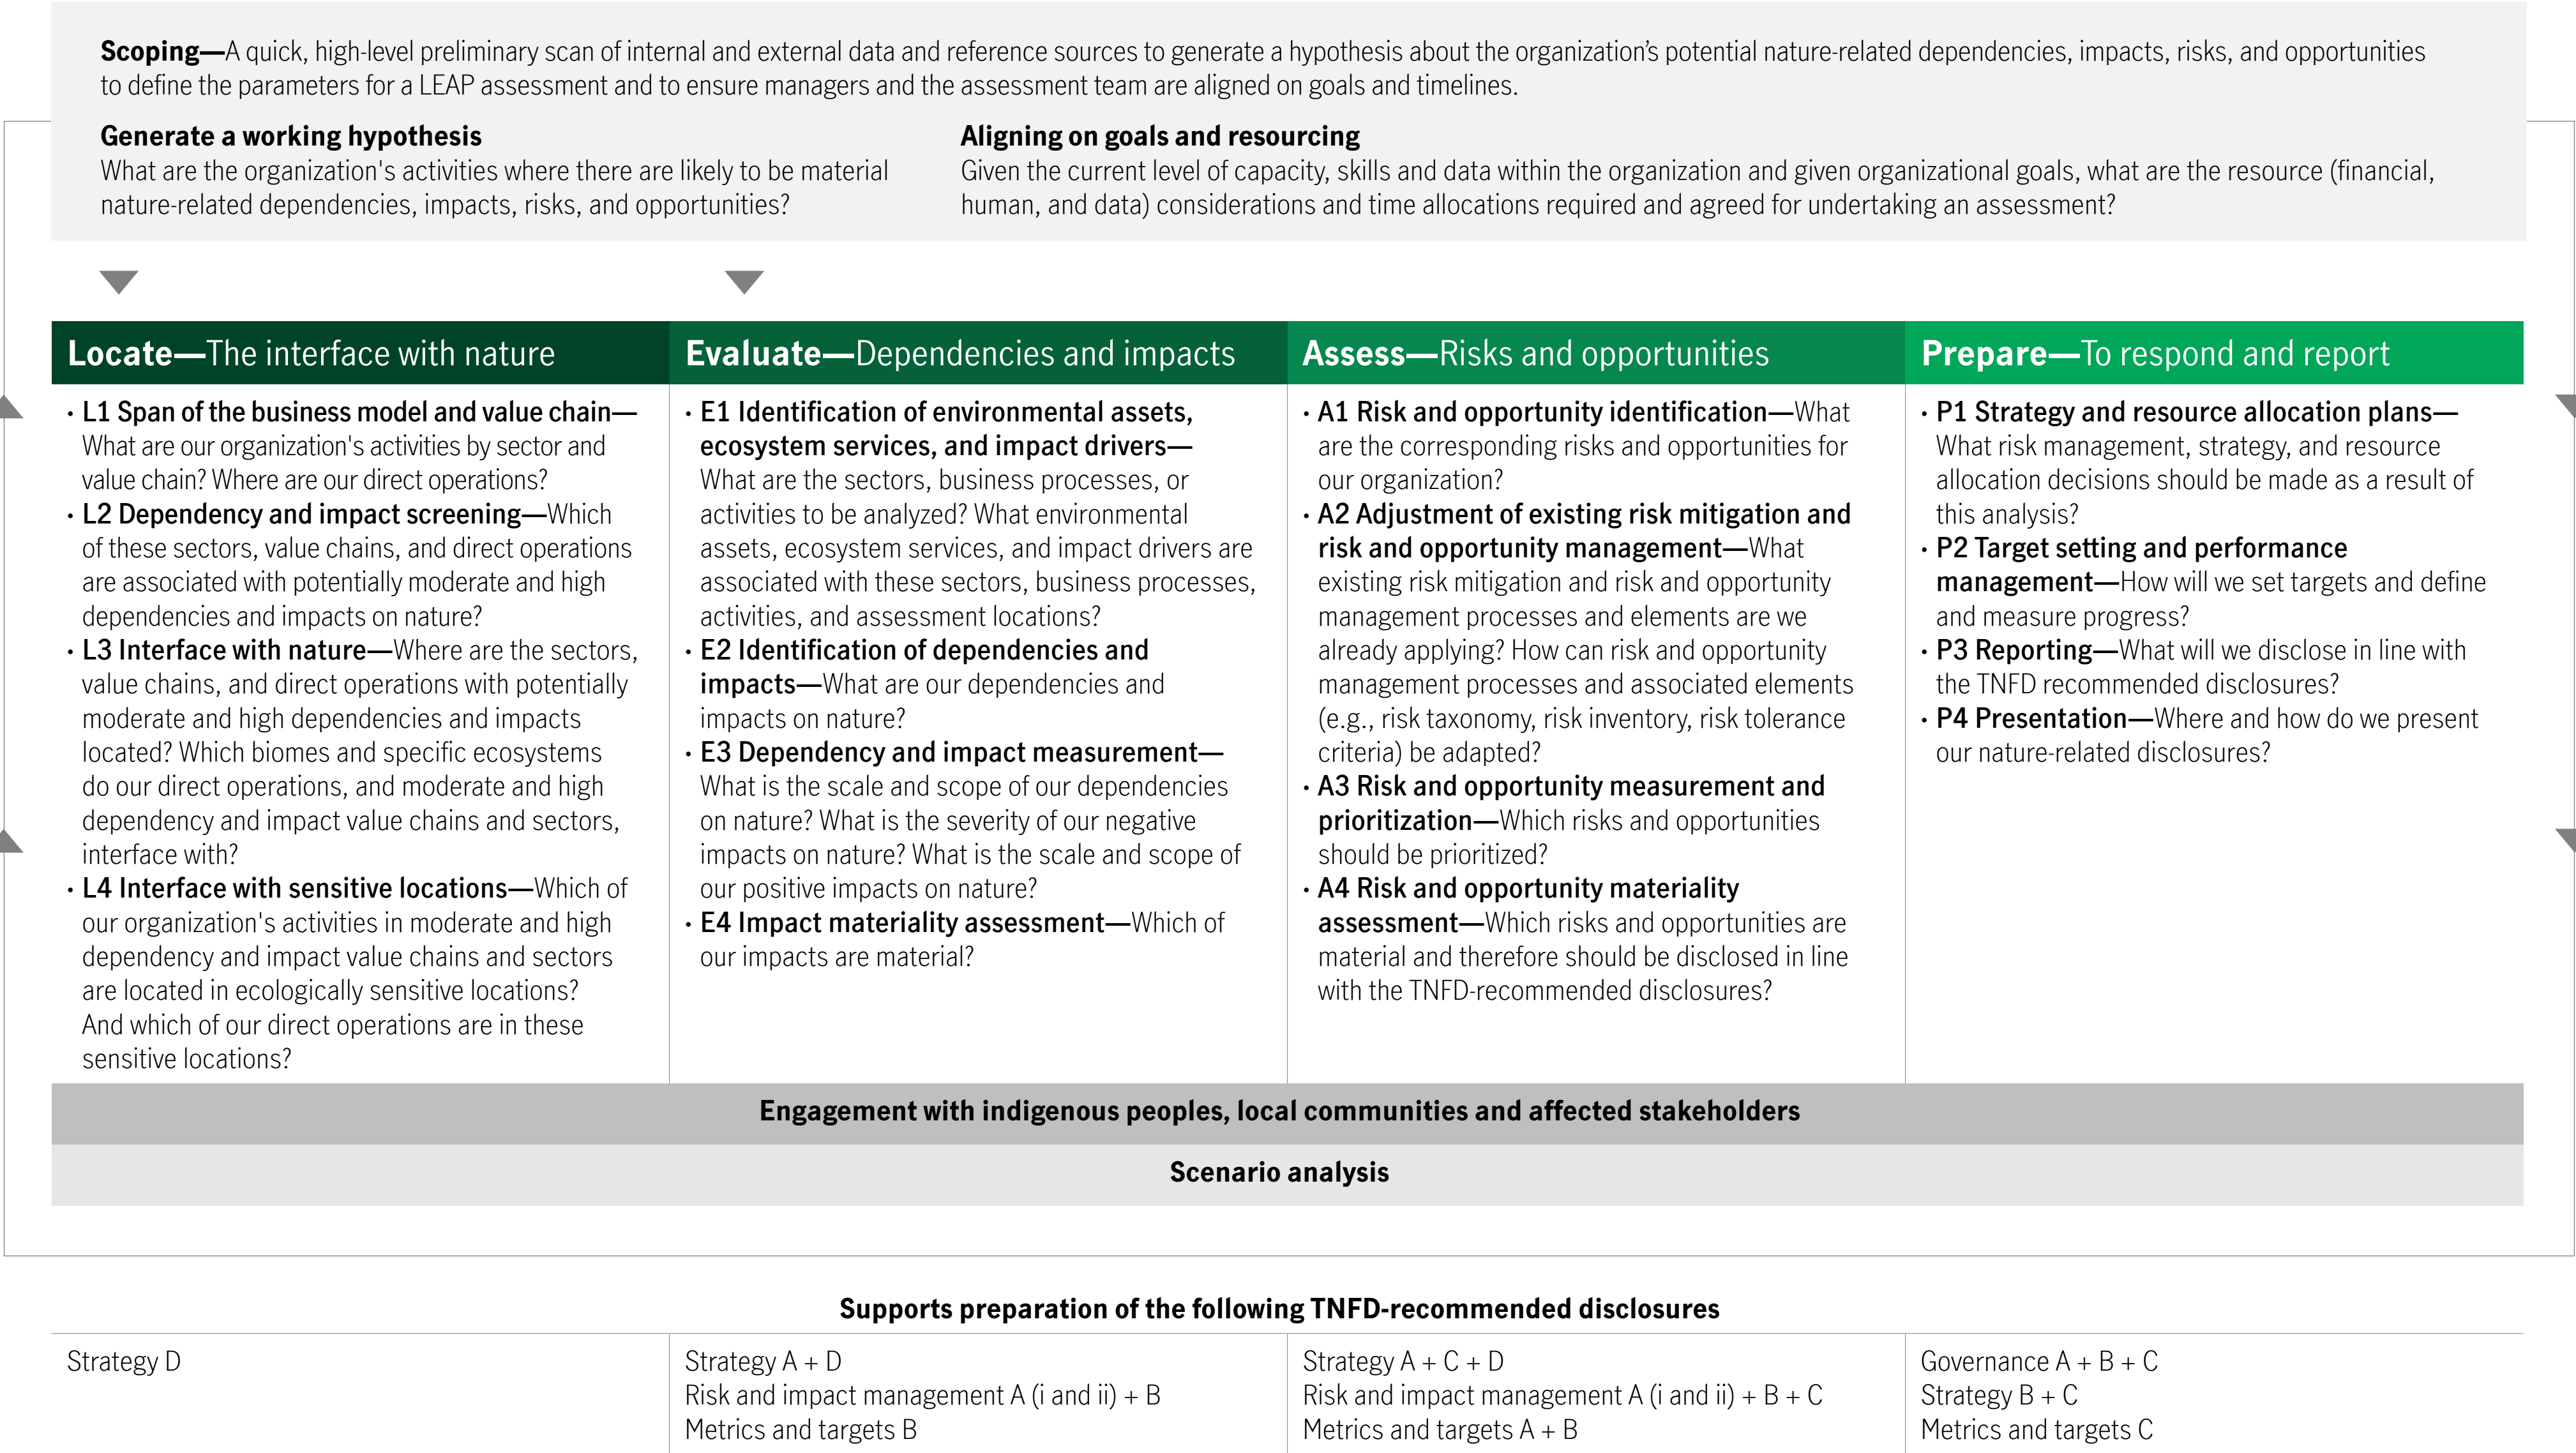 Scoping—A quick, high-level preliminary scan of internal and external data and reference sources to generate a hypothesis about the organization’s potential nature-related dependencies, impacts, risks, and opportunities
to define the parameters for a LEAP assessment and to ensure managers and the assessment team are aligned on goals and timelines.
Generate a working hypothesis
What are the organization's activities where there are likely to be material
nature-related dependencies, impacts, risks, and opportunities?
Aligning on goals and resourcing
Given the current level of capacity, skills and data within the organization and given organizational goals, what are the resource (financial,
human, and data) considerations and time allocations required and agreed for undertaking an assessment?
Locate—The interface with nature
• L1 Span of the business model and value chain—
What are our organization's activities by sector and
value chain? Where are our direct operations?
• L2 Dependency and impact screening—Which
of these sectors, value chains, and direct operations
are associated with potentially moderate and high
dependencies and impacts on nature?
• L3 Interface with nature—Where are the sectors,
value chains, and direct operations with potentially
moderate and high dependencies and impacts
located? Which biomes and specific ecosystems
do our direct operations, and moderate and high
dependency and impact value chains and sectors,
interface with?
• L4 Interface with sensitive locations—Which of
our organization's activities in moderate and high
dependency and impact value chains and sectors
are located in ecologically sensitive locations?
And which of our direct operations are in these
sensitive locations?
Evaluate—Dependencies and impacts
• E1 Identification of environmental assets,
ecosystem services, and impact drivers—
What are the sectors, business processes, or
activities to be analyzed? What environmental
assets, ecosystem services, and impact drivers are
associated with these sectors, business processes,
activities, and assessment locations?
• E2 Identification of dependencies and
impacts—What are our dependencies and
impacts on nature?
• E3 Dependency and impact measurement—
What is the scale and scope of our dependencies
on nature? What is the severity of our negative
impacts on nature? What is the scale and scope of
our positive impacts on nature?
• E4 Impact materiality assessment—Which of
our impacts are material?
Assess—Risks and opportunities
• A1 Risk and opportunity identification—What
are the corresponding risks and opportunities for
our organization?
• A2 Adjustment of existing risk mitigation and
risk and opportunity management—What
existing risk mitigation and risk and opportunity
management processes and elements are we
already applying? How can risk and opportunity
management processes and associated elements
(e.g., risk taxonomy, risk inventory, risk tolerance
criteria) be adapted?
• A3 Risk and opportunity measurement and
prioritization—Which risks and opportunities
should be prioritized?
• A4 Risk and opportunity materiality
assessment—Which risks and opportunities are
material and therefore should be disclosed in line
with the TNFD-recommended disclosures?
Prepare—To respond and report
• P1 Strategy and resource allocation plans—
What risk management, strategy, and resource
allocation decisions should be made as a result of
this analysis?
• P2 Target setting and performance
management—How will we set targets and define
and measure progress?
• P3 Reporting—What will we disclose in line with
the TNFD recommended disclosures?
• P4 Presentation—Where and how do we present
our nature-related disclosures?
Engagement with indigenous peoples, local communities and affected stakeholders
Scenario analysis
Supports preparation of the following TNFD-recommended disclosures
Strategy D
Strategy A + D
Risk and impact management A (i and ii) + B
Metrics and targets B
Strategy A + C + D
Risk and impact management A (i and ii) + B + C
Metrics and targets A + B
Governance A + B + C
Strategy B + C
Metrics and targets C